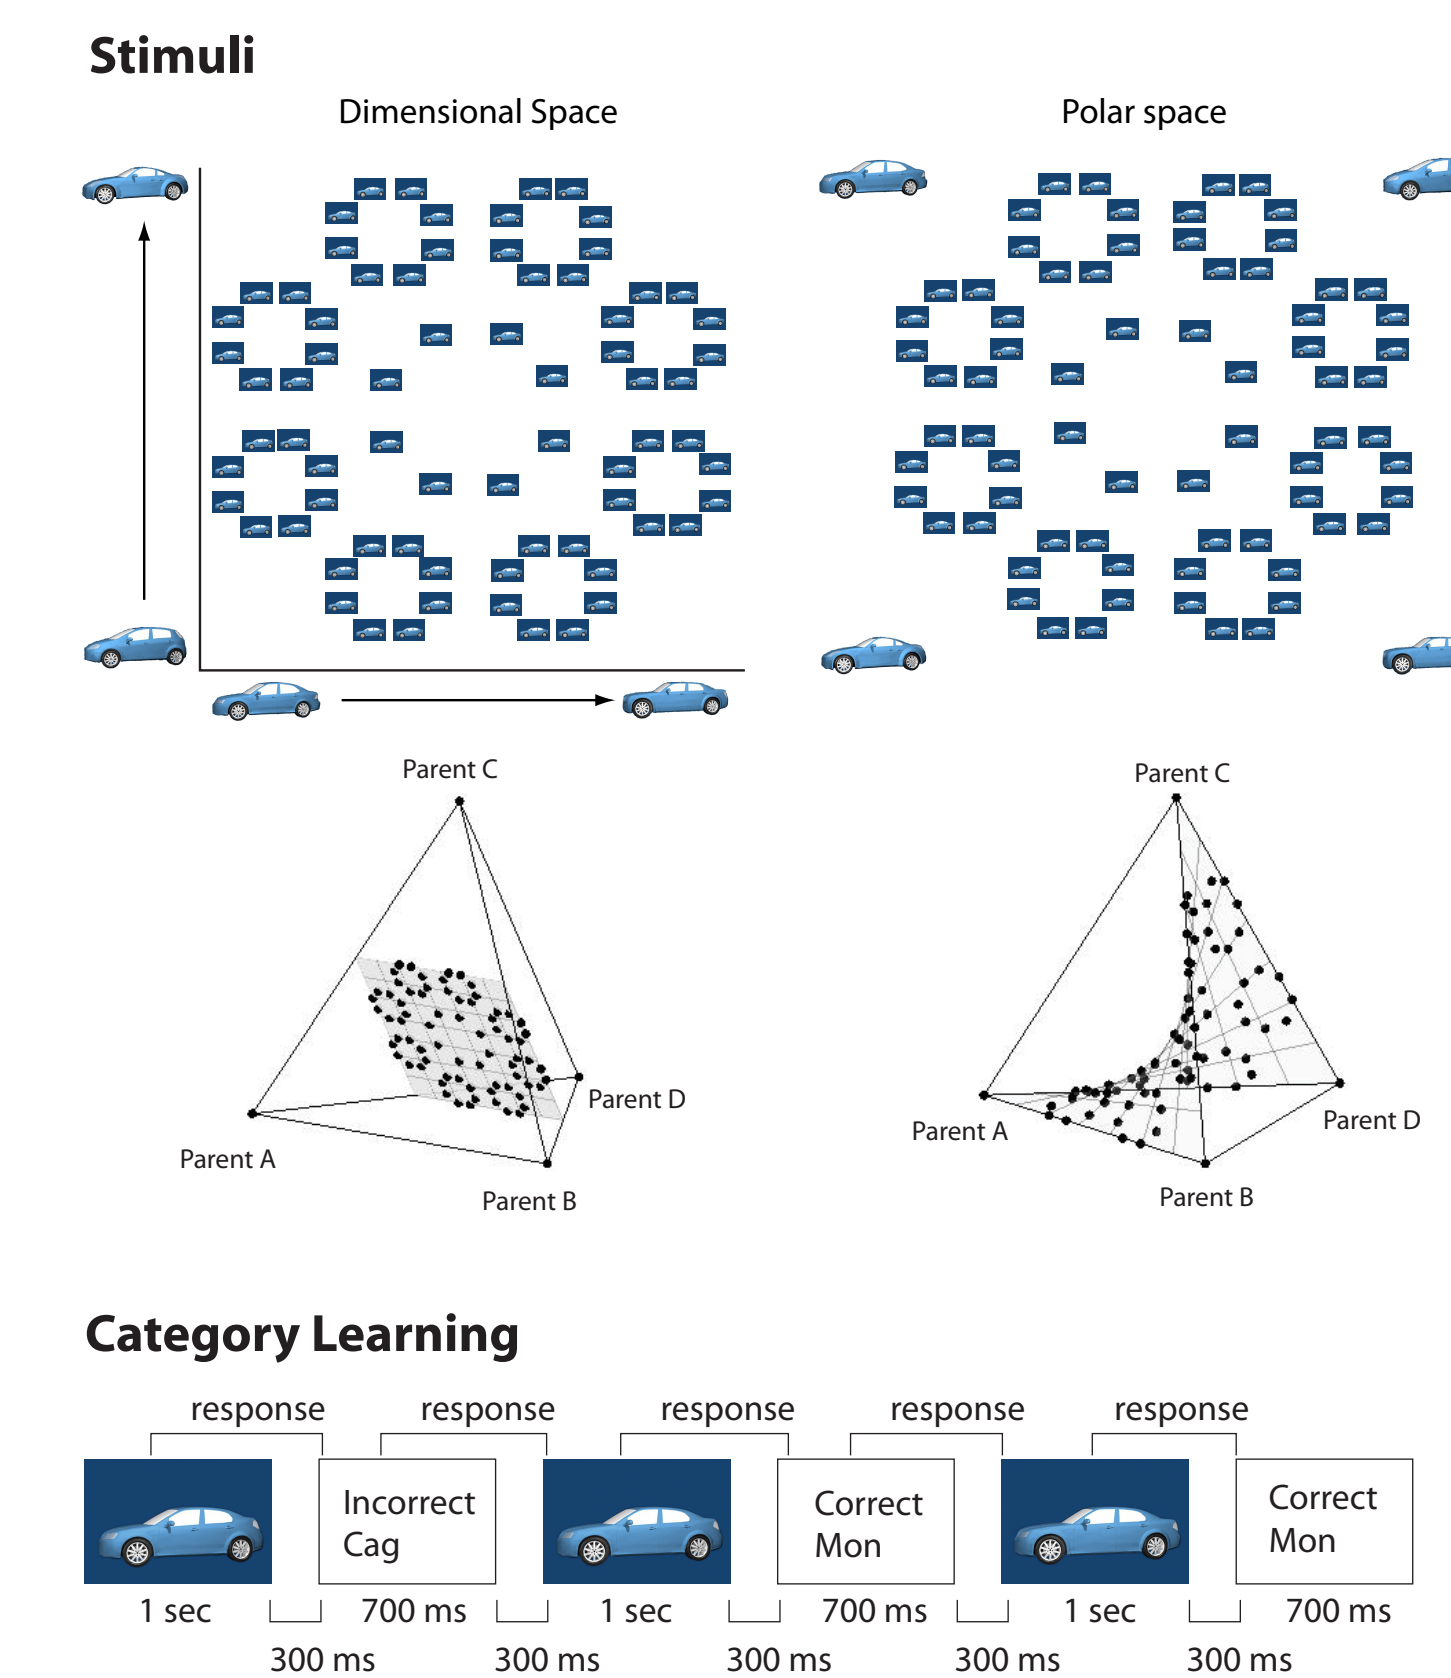 Stimuli
Dimensional Space
Polar space
Parent C
Parent C
Parent D
Parent A
Parent B
Parent A
Parent D
Parent B
Category Learning
response response response response response
Incorrect
Cag
Correct
Mon
Correct
Mon
1 sec 700 ms 1 sec 700 ms 1 sec 700 ms
300 ms 300 ms 300 ms 300 ms 300 ms